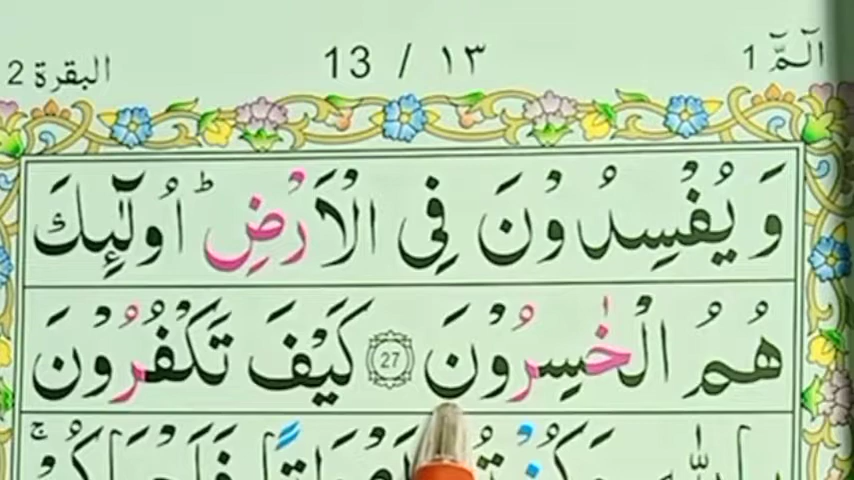 الٓمّٓ 1 13 / ١٣ البقرة 2
وَ يُفْسِدُوْنَ فِى الْاَرْضِؕ اُولٰٓىِٕكَ
هُمُ الْخٰسِرُوْنَ 27 كَيْفَ تَكْفُرُوْنَ